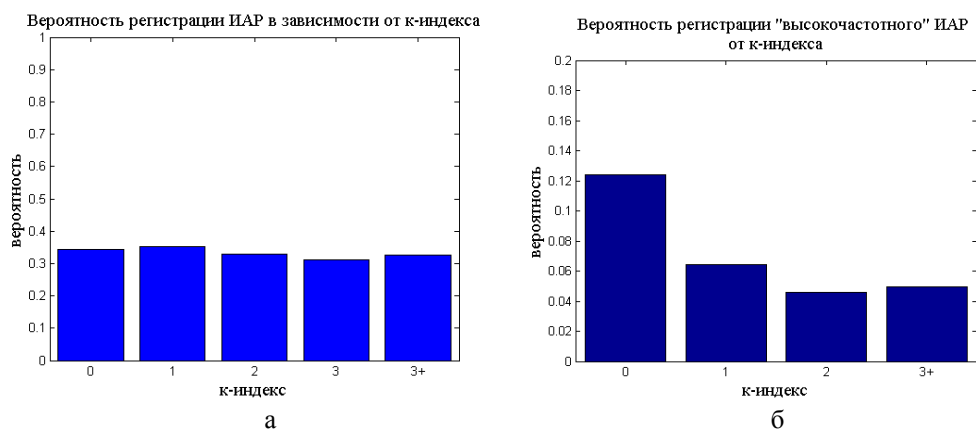 Вероятность регистрации ИАР в зависимости от к-индекса
1
0.9
0.8
0.7
0.6
0.5
0.4
0.3
0.2
0.1
0
вероятность
0 1 2 3 3+
к-индекс
а
Вероятность регистрации "высокочастотного" ИАР
от к-индекса
0.2
0.18
0.16
0.14
0.12
0.1
0.08
0.06
0.04
0.02
0
вероятность
0 1 2 3+
к-индекс
б